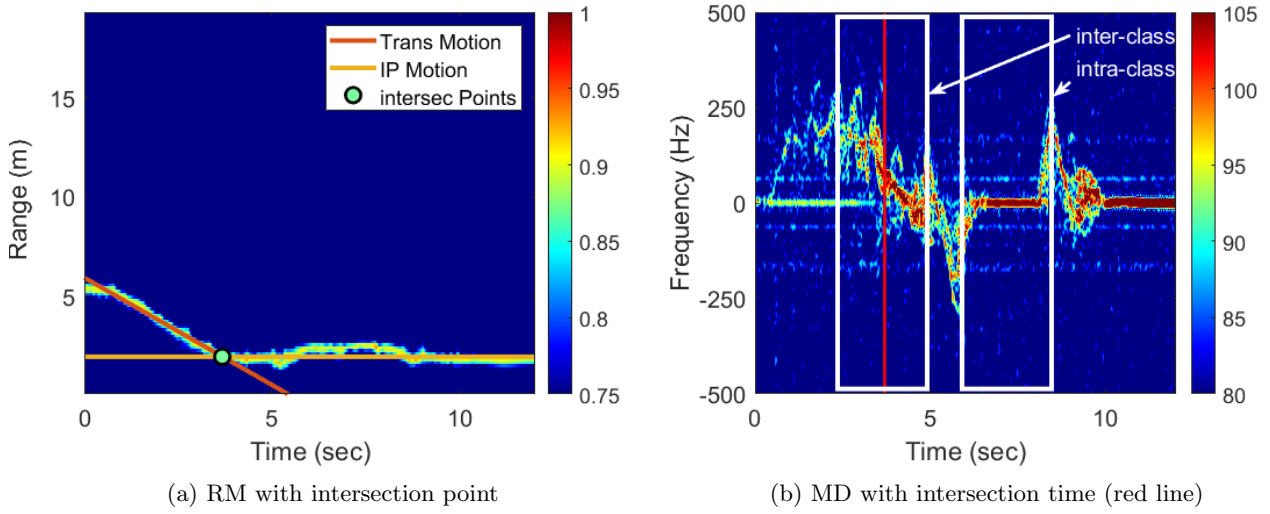 Trans Motion
IP Motion
intersec Points
Range (m)
15
10
5
0
5
10
Time (sec)
1
0.95
0.9
0.85
0.8
0.75
(a) RM with intersection point
inter-class
intra-class
Frequency (Hz)
500
250
0
-250
-500
0
5
10
Time (sec)
105
100
95
90
85
80
(b) MD with intersection time (red line)